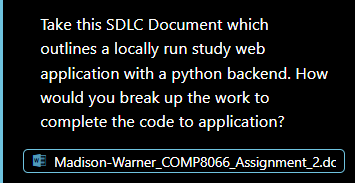 Take this SDLC Document which
outlines a locally run study web
application with a python backend. How
would you break up the work to
complete the code to application?
Madison-Warner_COMP8066_Assignment_2.dc